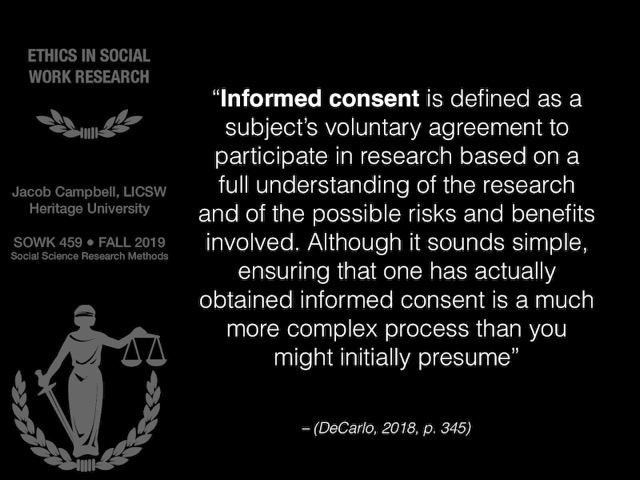 ETHICS IN SOCIAL
WORK RESEARCH
Jacob Campbell, LICSW
Heritage University
SOWK 459 ● FALL 2019
Social Science Research Methods
“Informed consent is defined as a
subject’s voluntary agreement to
participate in research based on a
full understanding of the research
and of the possible risks and benefits
involved. Although it sounds simple,
ensuring that one has actually
obtained informed consent is a much
more complex process than you
might initially presume”
– (DeCarlo, 2018, p. 345)